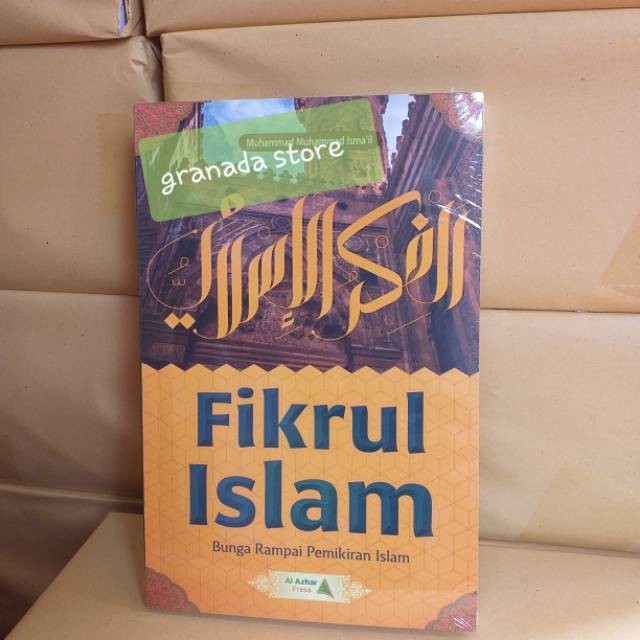 Muhammad Muhammad Isma'il
granada store
الفكر الإسلامي
Fikrul
Islam
Bunga Rampai Pemikiran Islam
Al Azhar
Press